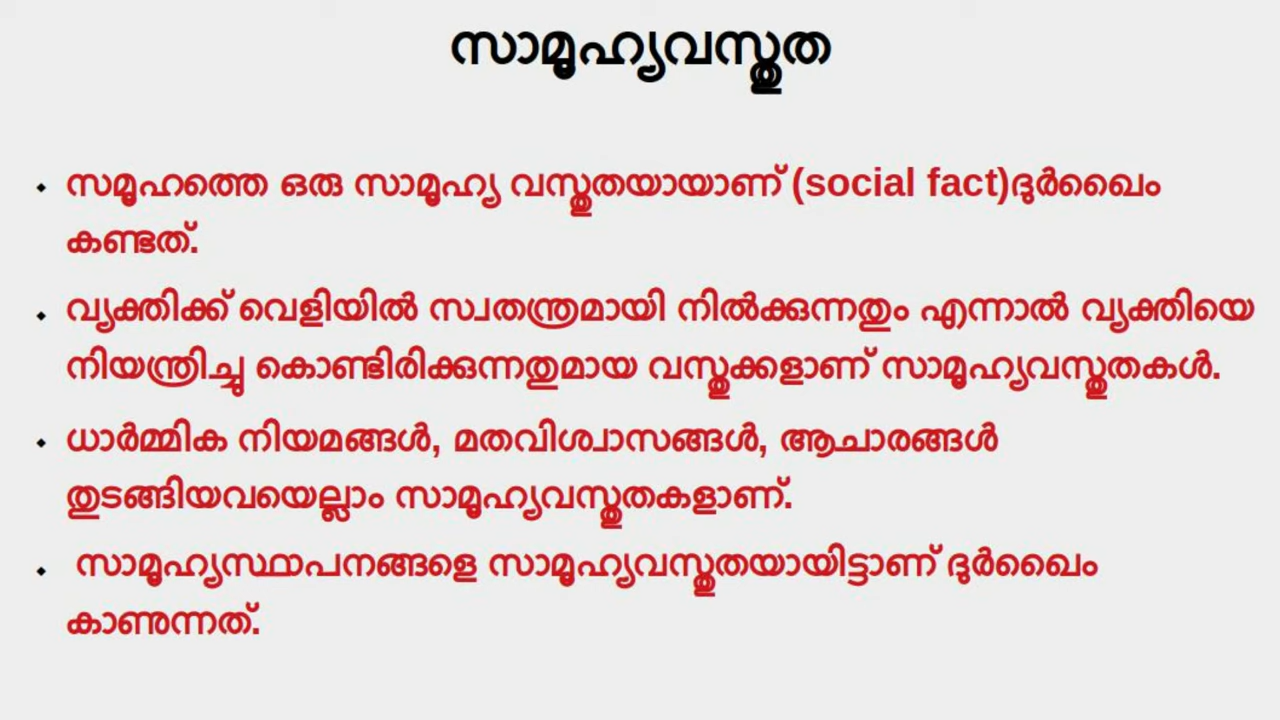 സാമൂഹ്യവസ്തുത
സമൂഹത്തെ ഒരു സാമൂഹ്യ വസ്തുതയായാണ് (social fact)ദുർഖൈം
കണ്ടത്.
വ്യക്തിക്ക് വെളിയിൽ സ്വതന്ത്രമായി നിൽക്കുന്നതും എന്നാൽ വ്യക്തിയെ
നിയന്ത്രിച്ചു കൊണ്ടിരിക്കുന്നതുമായ വസ്തുക്കളാണ് സാമൂഹ്യവസ്തുതകൾ.
ധാർമ്മിക നിയമങ്ങൾ, മതവിശ്വാസങ്ങൾ, ആചാരങ്ങൾ
തുടങ്ങിയവയെല്ലാം സാമൂഹ്യവസ്തുതകളാണ്.
സാമൂഹ്യസ്ഥാപനങ്ങളെ സാമൂഹ്യവസ്തുതയായിട്ടാണ് ദുർഖൈം
കാണുന്നത്.